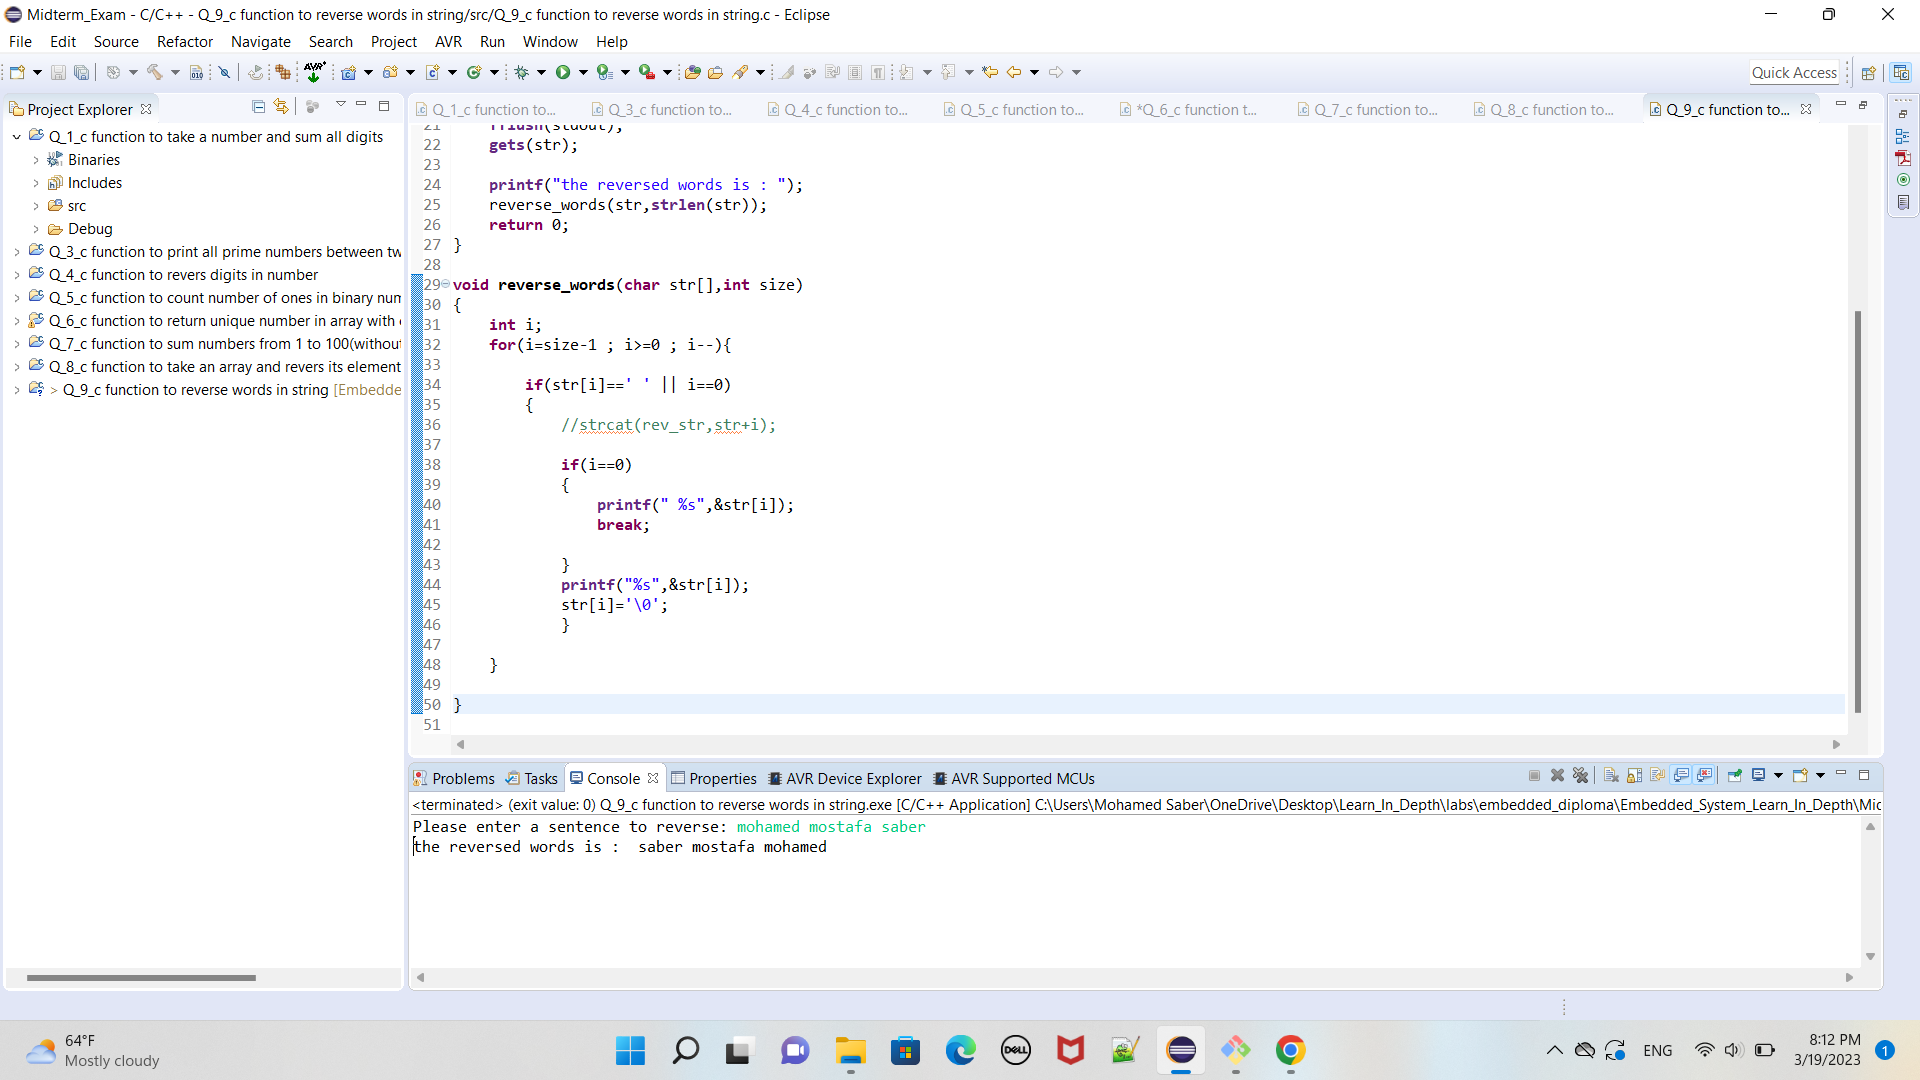 Midterm_Exam - C/C++ - Q_9_c function to reverse words in string/src/Q_9_c function to reverse words in string.c - Eclipse
File Edit Source Refactor Navigate Search Project AVR Run Window Help
Quick Access
Project Explorer
Q_1_c function to take a number and sum all digits
Binaries
Includes
src
Debug
Q_3_c function to print all prime numbers between tw
Q_4_c function to revers digits in number
Q_5_c function to count number of ones in binary num
Q_6_c function to return unique number in array with
Q_7_c function to sum numbers from 1 to 100(withou
Q_8_c function to take an array and revers its element
> Q_9_c function to reverse words in string [Embedde
Q_1_c function to... Q_3_c function to... Q_4_c function to... Q_5_c function to... *Q_6_c function t... Q_7_c function to... Q_8_c function to... Q_9_c function to...
21 fflush(stdout);
22 gets(str);
23
24 printf("the reversed words is : ");
25 reverse_words(str,strlen(str));
26 return 0;
27 }
28
29 void reverse_words(char str[],int size)
30 {
31 int i;
32 for(i=size-1 ; i>=0 ; i--){
33
34 if(str[i]==' ' || i==0)
35 {
36 //strcat(rev_str,str+i);
37
38 if(i==0)
39 {
40 printf(" %s",&str[i]);
41 break;
42
43 }
44 printf("%s",&str[i]);
45 str[i]='\0';
46 }
47
48 }
49
50 }
51
Problems Tasks Console Properties AVR Device Explorer AVR Supported MCUs
<terminated> (exit value: 0) Q_9_c function to reverse words in string.exe [C/C++ Application] C:\Users\Mohamed Saber\OneDrive\Desktop\Learn_In_Depth\labs\embedded_diploma\Embedded_System_Learn_In_Depth\Mid
Please enter a sentence to reverse: mohamed mostafa saber
the reversed words is :  saber mostafa mohamed
64°F
Mostly cloudy
DELL
ENG
8:12 PM
3/19/2023
1